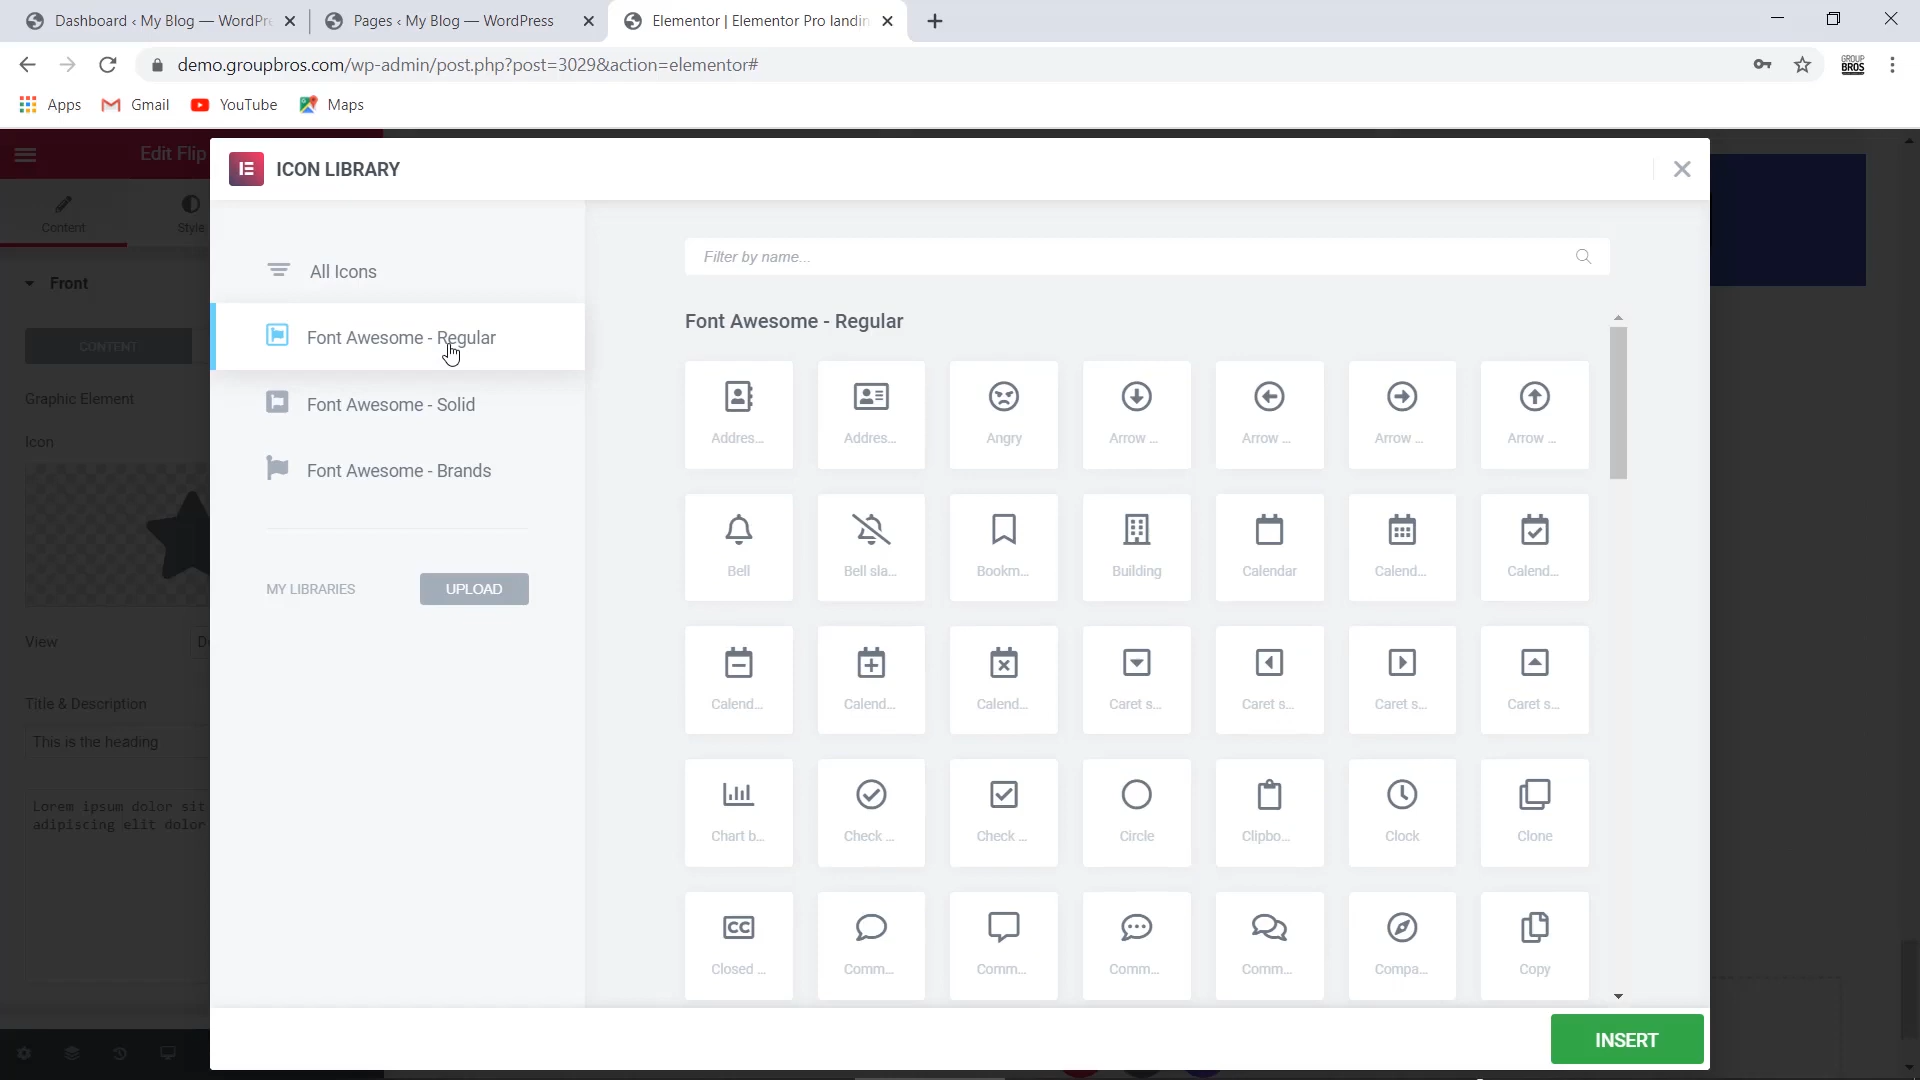 Dashboard ‹ My Blog — WordPr
Pages ‹ My Blog — WordPress
Elementor | Elementor Pro landin
demo.groupbros.com/wp-admin/post.php?post=3029&action=elementor#
GROUP
BROS
Apps
Gmail
YouTube
Maps
Edit Flip
Content
Style
Front
CONTENT
Graphic Element
Icon
View
Title & Description
This is the heading
Lorem ipsum dolor sit
adipiscing elit dolor
ICON LIBRARY
All Icons
Font Awesome - Regular
Font Awesome - Solid
Font Awesome - Brands
MY LIBRARIES
UPLOAD
Filter by name...
Font Awesome - Regular
Addres...
Addres...
Angry
Arrow ...
Arrow ...
Arrow ...
Arrow ...
Bell
Bell sla...
Bookm...
Building
Calendar
Calend...
Calend...
Calend...
Calend...
Calend...
Caret s...
Caret s...
Caret s...
Caret s...
Chart b...
Check ...
Check ...
Circle
Clipbo...
Clock
Clone
CC
Closed ...
Comm...
Comm...
Comm...
Comm...
Compa...
Copy
INSERT